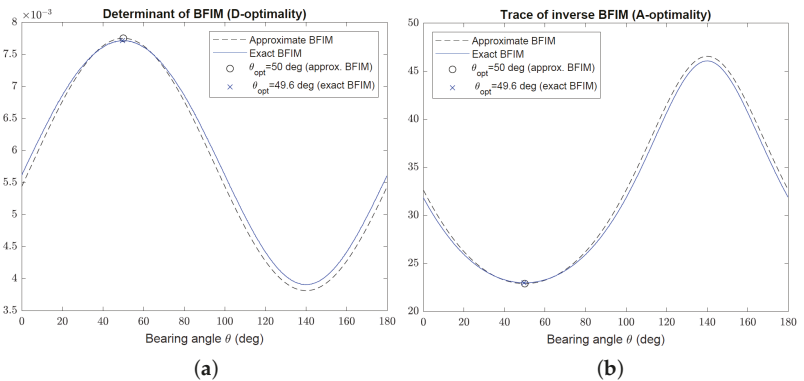 Determinant of BFIM (D-optimality)
×10⁻³
8
7.5
7
6.5
6
5.5
5
4.5
4
3.5
0 20 40 60 80 100 120 140 160 180
Bearing angle θ (deg)
Approximate BFIM
Exact BFIM
θopt=50 deg (approx. BFIM)
θopt=49.6 deg (exact BFIM)
(a)
Trace of inverse BFIM (A-optimality)
50
45
40
35
30
25
20
0 20 40 60 80 100 120 140 160 180
Bearing angle θ (deg)
Approximate BFIM
Exact BFIM
θopt=50 deg (approx. BFIM)
θopt=49.6 deg (exact BFIM)
(b)